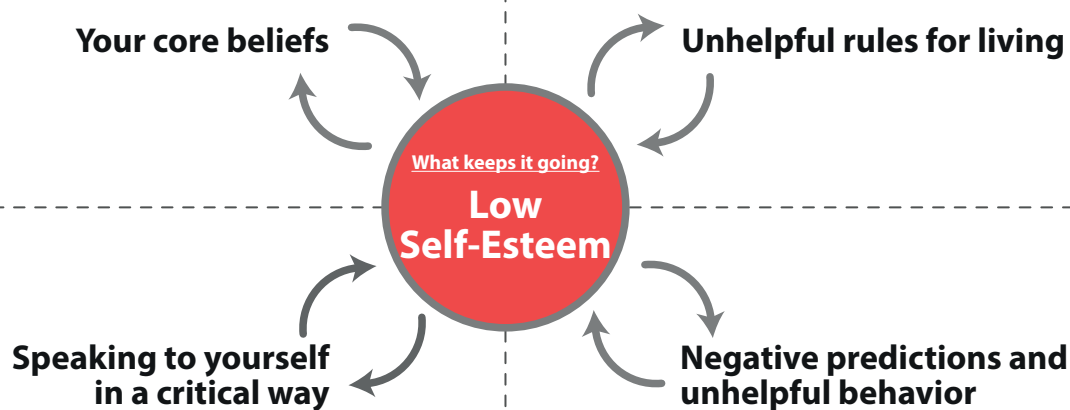 Your core beliefs
Unhelpful rules for living
What keeps it going?
Low
Self-Esteem
Speaking to yourself
in a critical way
Negative predictions and
unhelpful behavior